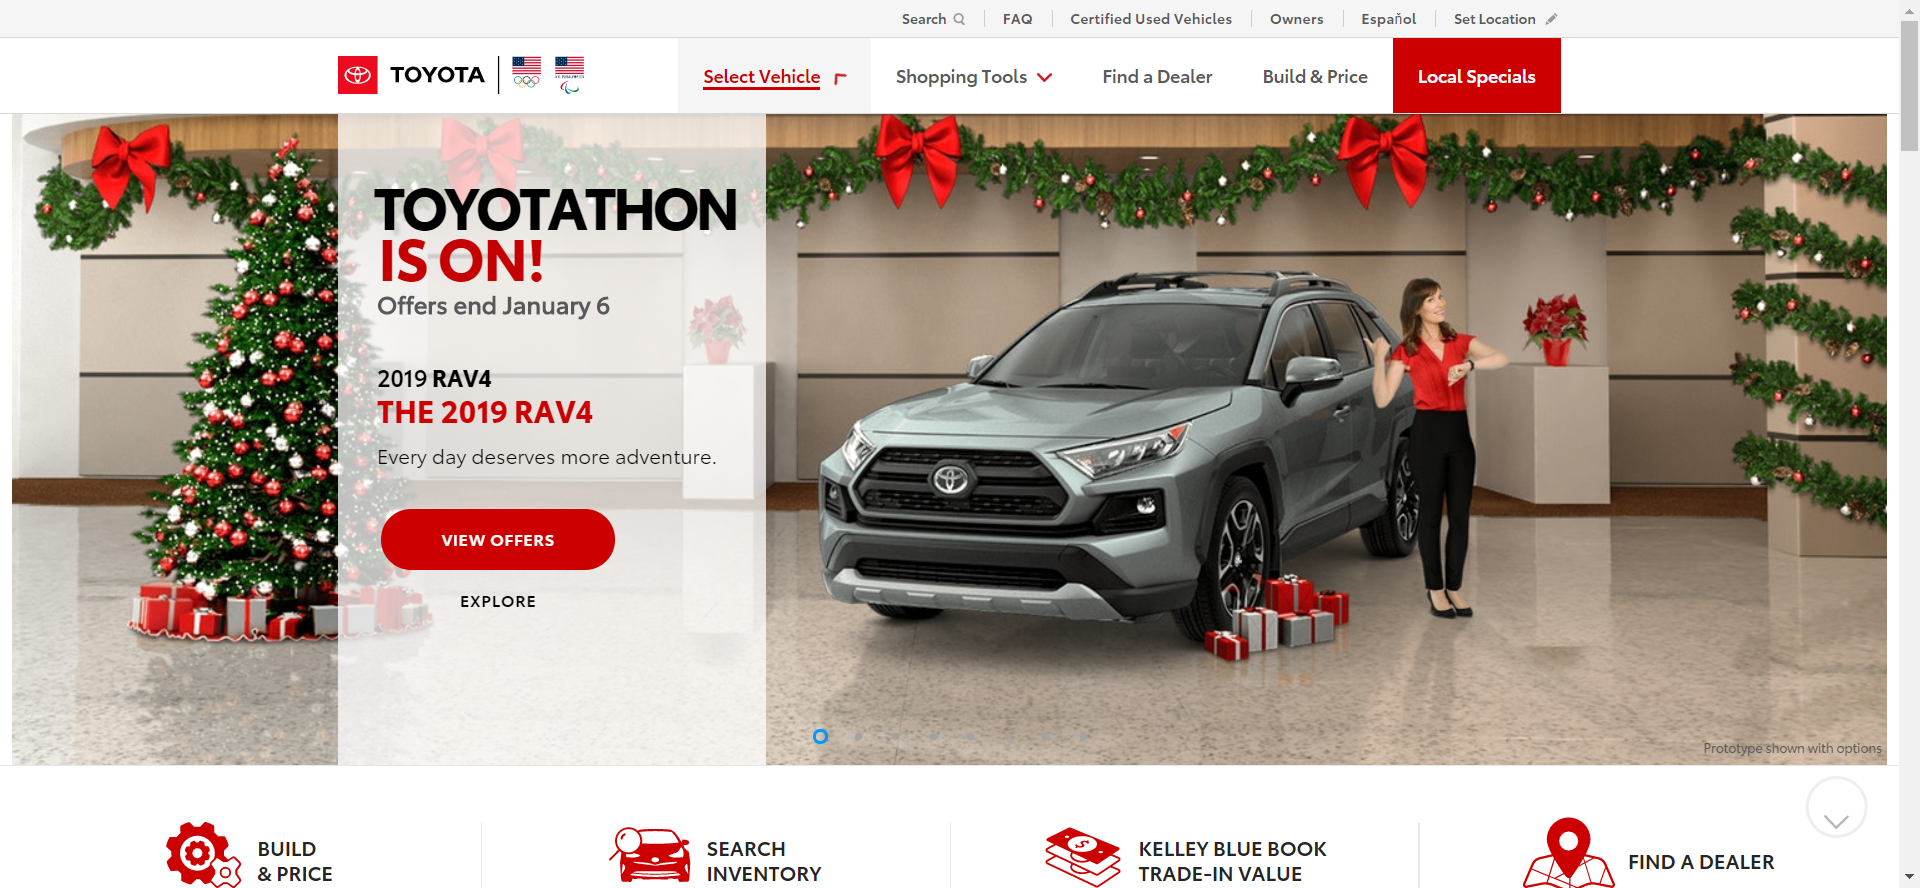 Search
FAQ
Certified Used Vehicles
Owners
Español
Set Location
TOYOTA
Select Vehicle
Shopping Tools
Find a Dealer
Build & Price
Local Specials
TOYOTATHON
IS ON!
Offers end January 6
2019 RAV4
THE 2019 RAV4
Every day deserves more adventure.
VIEW OFFERS
EXPLORE
Prototype shown with options
BUILD
& PRICE
SEARCH
INVENTORY
KELLEY BLUE BOOK
TRADE-IN VALUE
FIND A DEALER